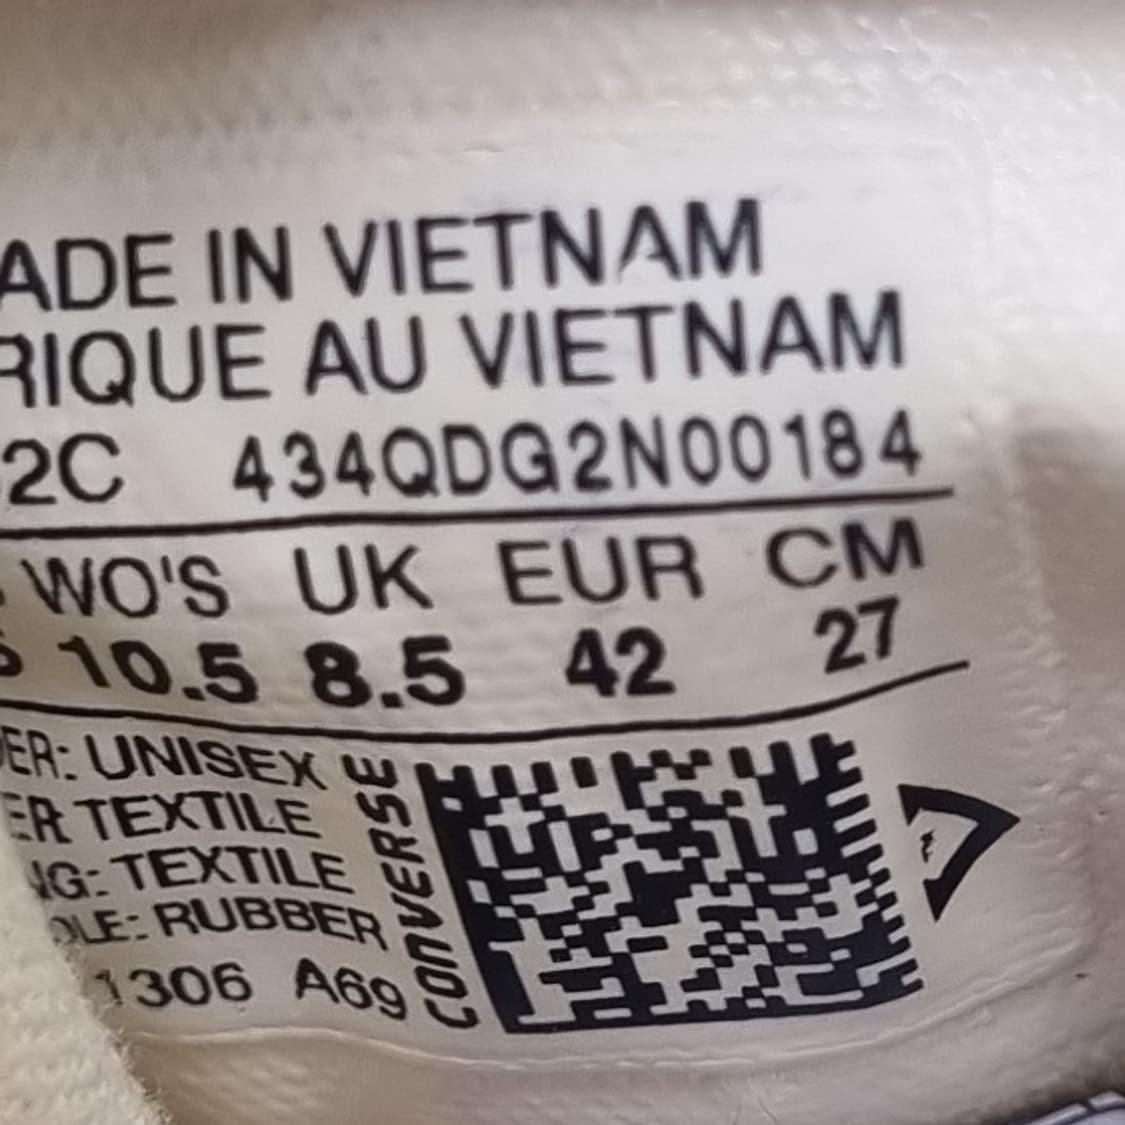 ADE IN VIETNAM
RIQUE AU VIETNAM
2C 434QDG2N00184
WO'S UK EUR CM
10.5 8.5 42 27
ER: UNISEX
ER TEXTILE
NG: TEXTILE
OLE: RUBBER
1306 A69
CONVERSE